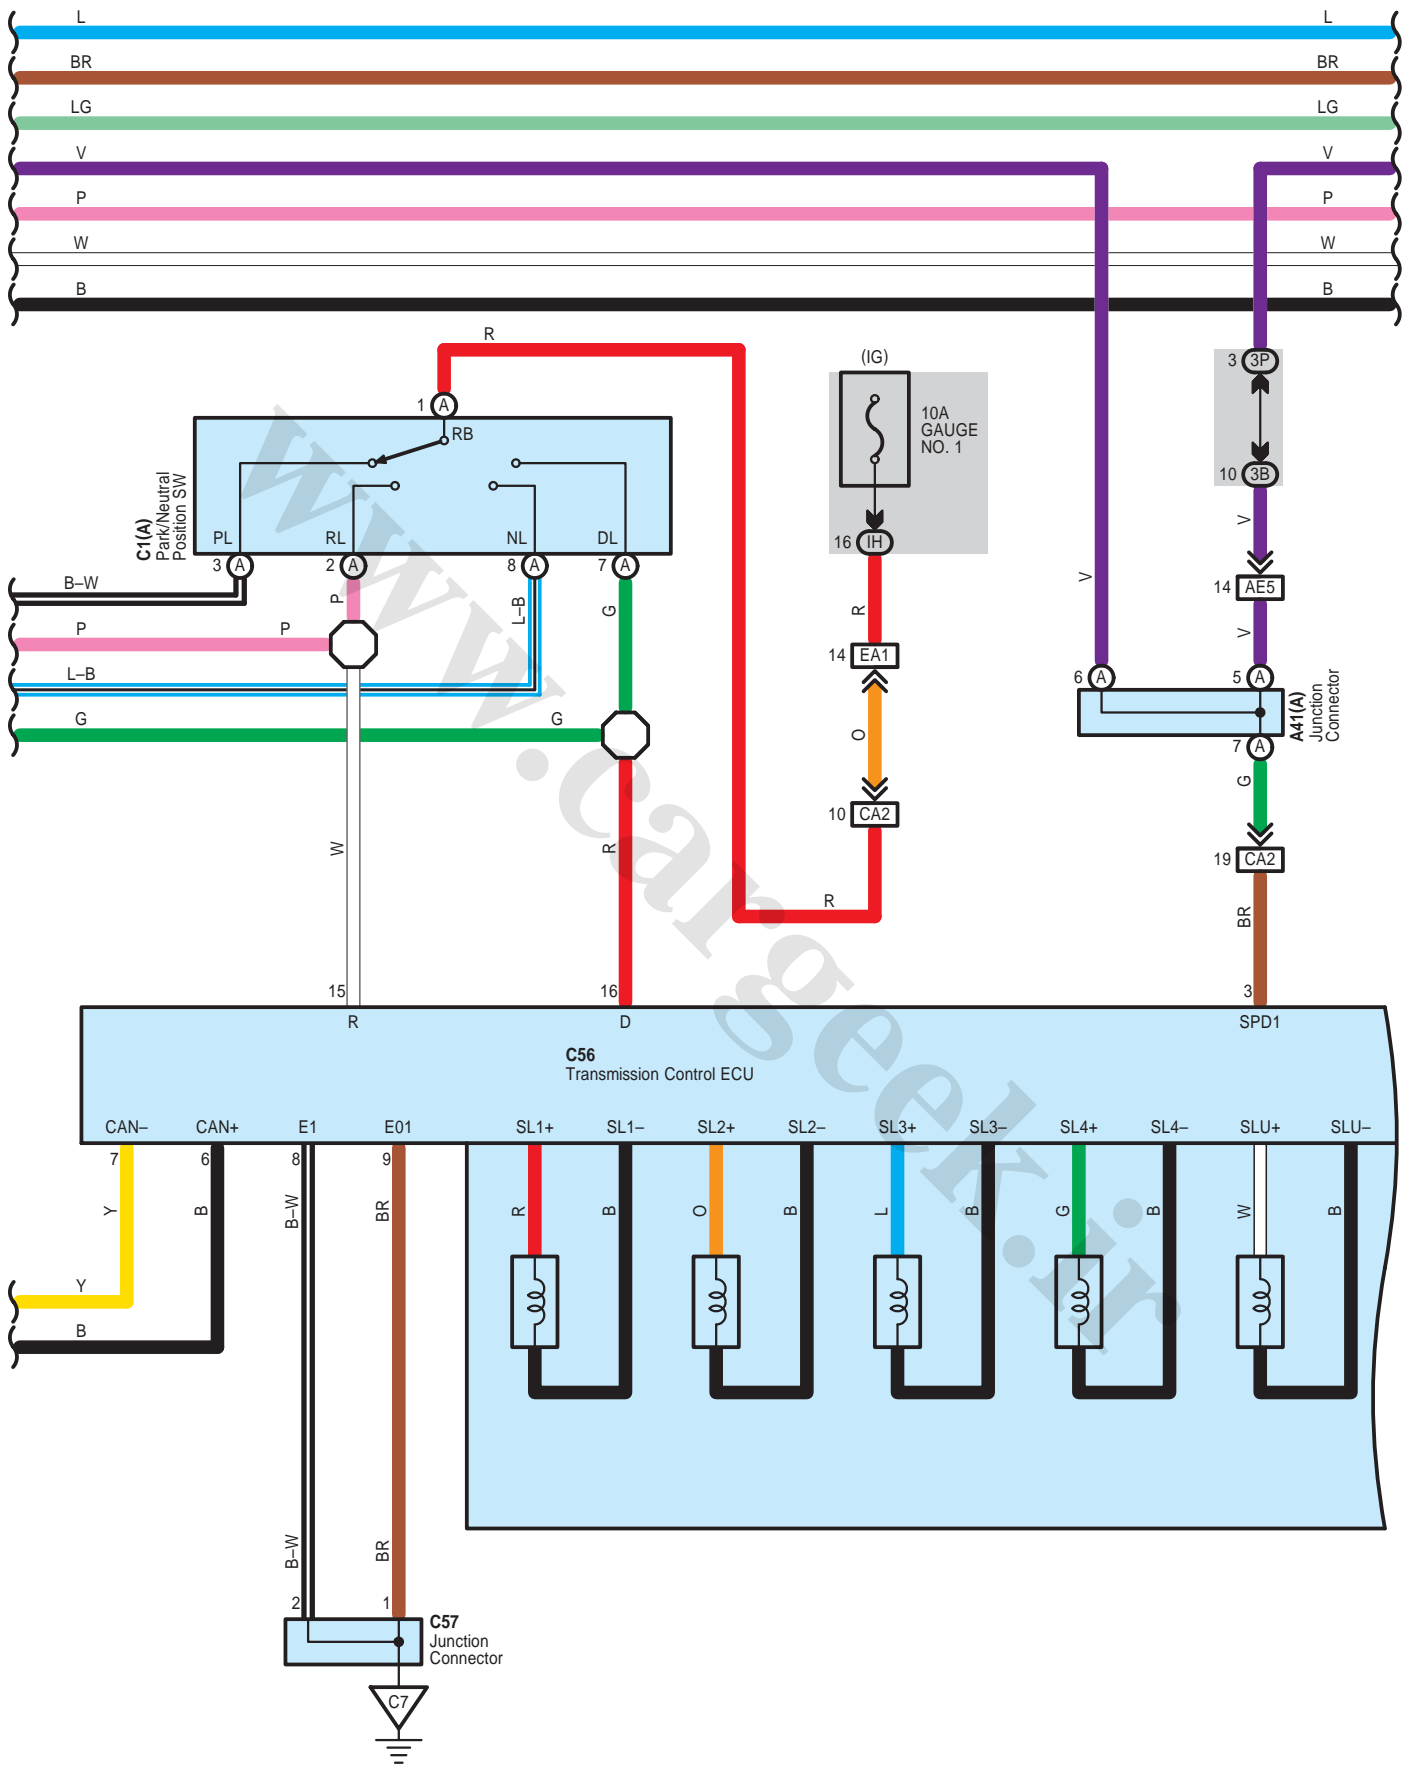 L L
BR BR
LG LG
V V
P P
W W
B B
R
(IG)
1 A
RB
10A
GAUGE
NO. 1
3 3P
10 3B
C1(A)
Park/Neutral
Position SW
PL RL NL DL
3 A 2 A 8 A 7 A
16 IH
V
14 AE5
B–W
P
L–B
G
R
V
V
P P
14 EA1
L–B
6 A 5 A
A41(A)
Junction
Connector
G G
O
7 A
G
10 CA2
W
R
19 CA2
R
BR
15 16 3
R D SPD1
C56
Transmission Control ECU
CAN– CAN+ E1 E01 SL1+ SL1– SL2+ SL2– SL3+ SL3– SL4+ SL4– SLU+ SLU–
7 6 8 9
Y B B–W BR R B O B L B G B W B
Y
B
B–W BR
2 1
C57
Junction
Connector
C7
www.cargeek.ir